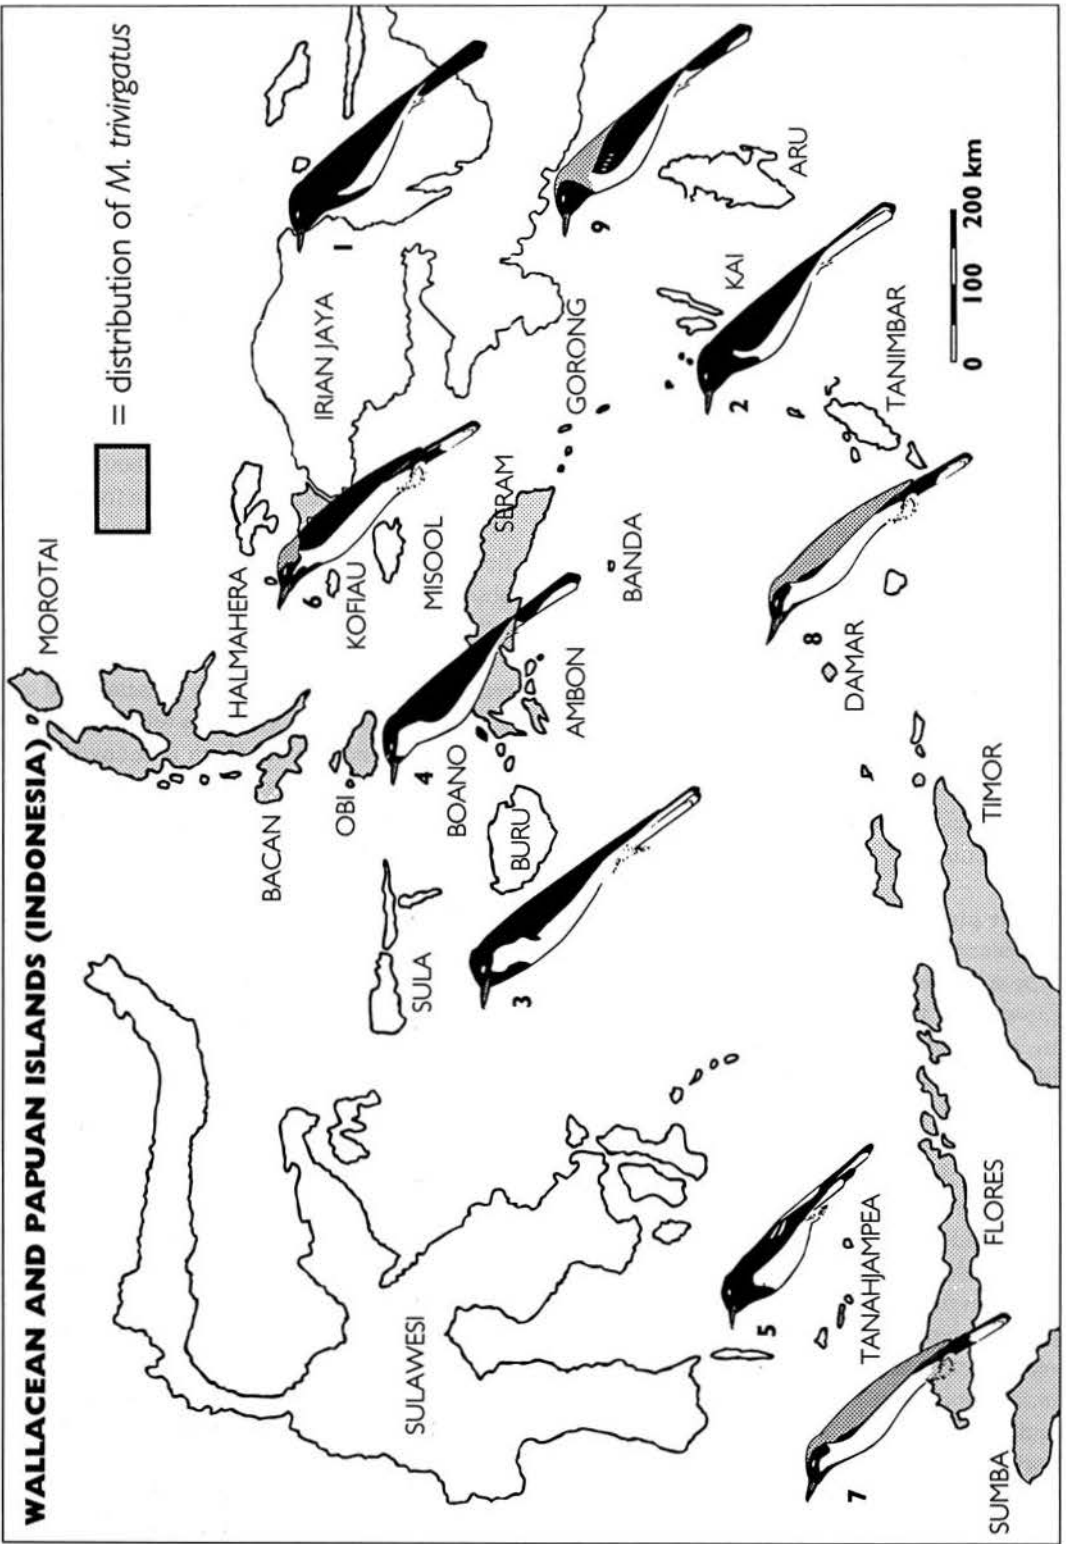 WALLACEAN AND PAPUAN ISLANDS (INDONESIA)
= distribution of M. trivirgatus
MOROTAI
HALMAHERA
BACAN
OBI
KOFIAU
MISOOL
IRIAN JAYA
SULA
BOANO
BURU
SERAM
AMBON
BANDA
GORONG
KAI
ARU
SULAWESI
TANAHJAMPEA
DAMAR
TANIMBAR
SUMBA
FLORES
TIMOR
1
2
3
4
5
6
7
8
9
0 100 200 km